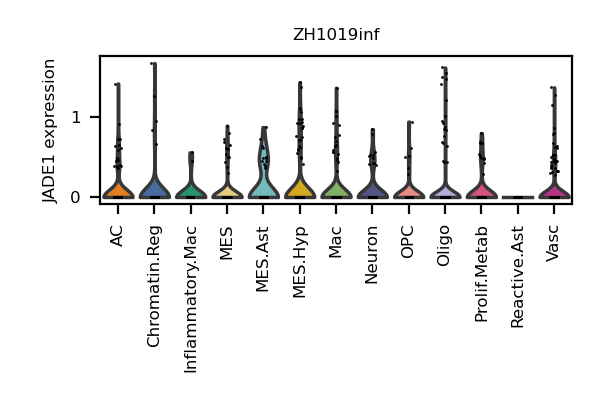 ZH1019inf
JADE1 expression
1
0
AC
Chromatin.Reg
Inflammatory.Mac
MES
MES.Ast
MES.Hyp
Mac
Neuron
OPC
Oligo
Prolif.Metab
Reactive.Ast
Vasc